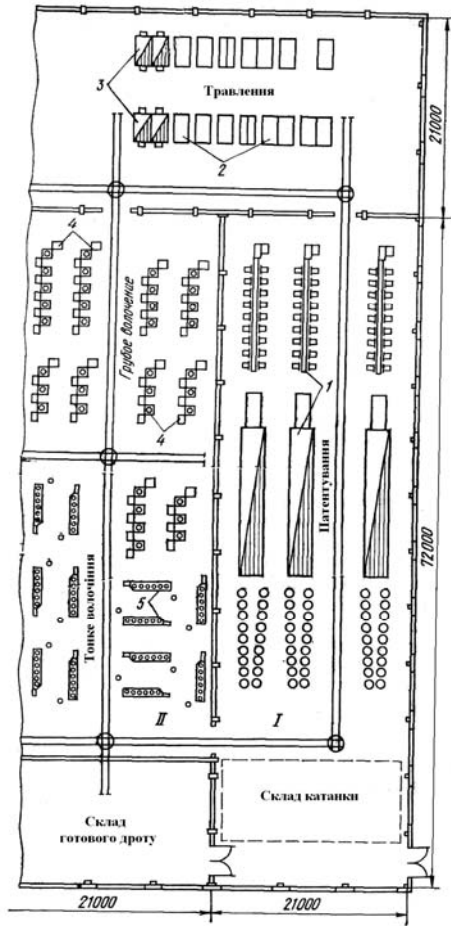 3
Травлення
2
21000
4
Грубое волочение
4
1
Патентування
72000
Тонке волочіння
5
II
I
Склад
готового дроту
Склад катанки
21000
21000